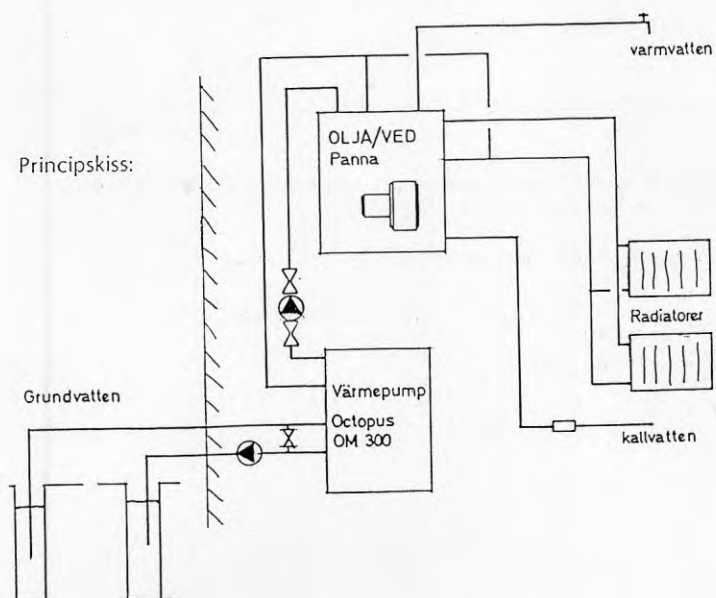 varmvatten
OLJA/VED
Panna
Principskiss:
Radiatorer
Värmepump
Grundvatten
Octopus
OM 300
kallvatten